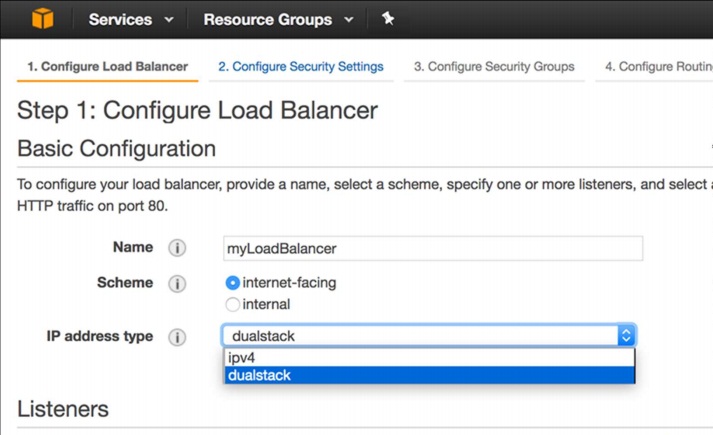 Services Resource Groups
1. Configure Load Balancer 2. Configure Security Settings 3. Configure Security Groups 4. Configure Routin
Step 1: Configure Load Balancer
Basic Configuration
To configure your load balancer, provide a name, select a scheme, specify one or more listeners, and select a
HTTP traffic on port 80.
Name i myLoadBalancer
Scheme i internet-facing
internal
IP address type i dualstack
ipv4
dualstack
Listeners